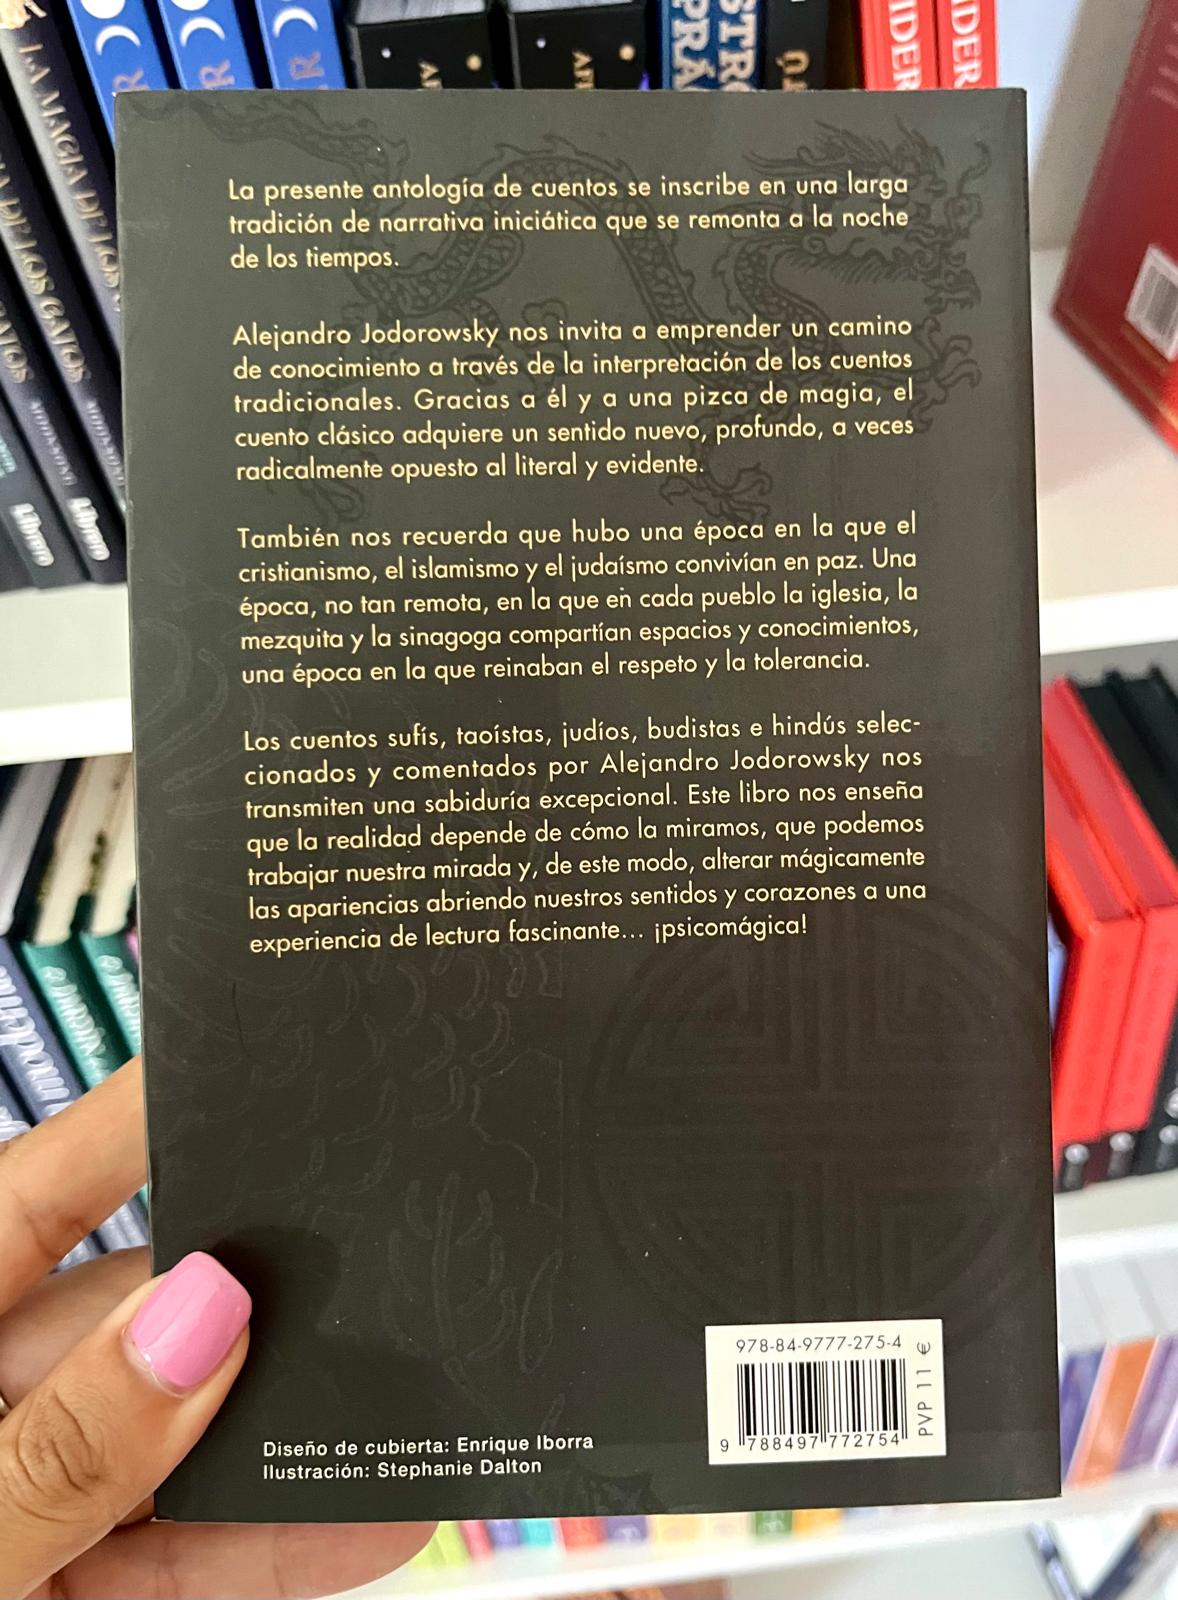 LA MAGIA DE LOS
DE LOS GATOS
Librero
Librero
IDER
IDER
La presente antología de cuentos se inscribe en una larga
tradición de narrativa iniciática que se remonta a la noche
de los tiempos.
Alejandro Jodorowsky nos invita a emprender un camino
de conocimiento a través de la interpretación de los cuentos
tradicionales. Gracias a él y a una pizca de magia, el
cuento clásico adquiere un sentido nuevo, profundo, a veces
radicalmente opuesto al literal y evidente.
También nos recuerda que hubo una época en la que el
cristianismo, el islamismo y el judaísmo convivían en paz. Una
época, no tan remota, en la que en cada pueblo la iglesia, la
mezquita y la sinagoga compartían espacios y conocimientos,
una época en la que reinaban el respeto y la tolerancia.
Los cuentos sufís, taoístas, judíos, budistas e hindús selec-
cionados y comentados por Alejandro Jodorowsky nos
transmiten una sabiduría excepcional. Este libro nos enseña
que la realidad depende de cómo la miramos, que podemos
trabajar nuestra mirada y, de este modo, alterar mágicamente
las apariencias abriendo nuestros sentidos y corazones a una
experiencia de lectura fascinante... ¡psicomágica!
978-84-9777-275-4
PVP 11 €
9 788497 772754
Diseño de cubierta: Enrique Iborra
Ilustración: Stephanie Dalton